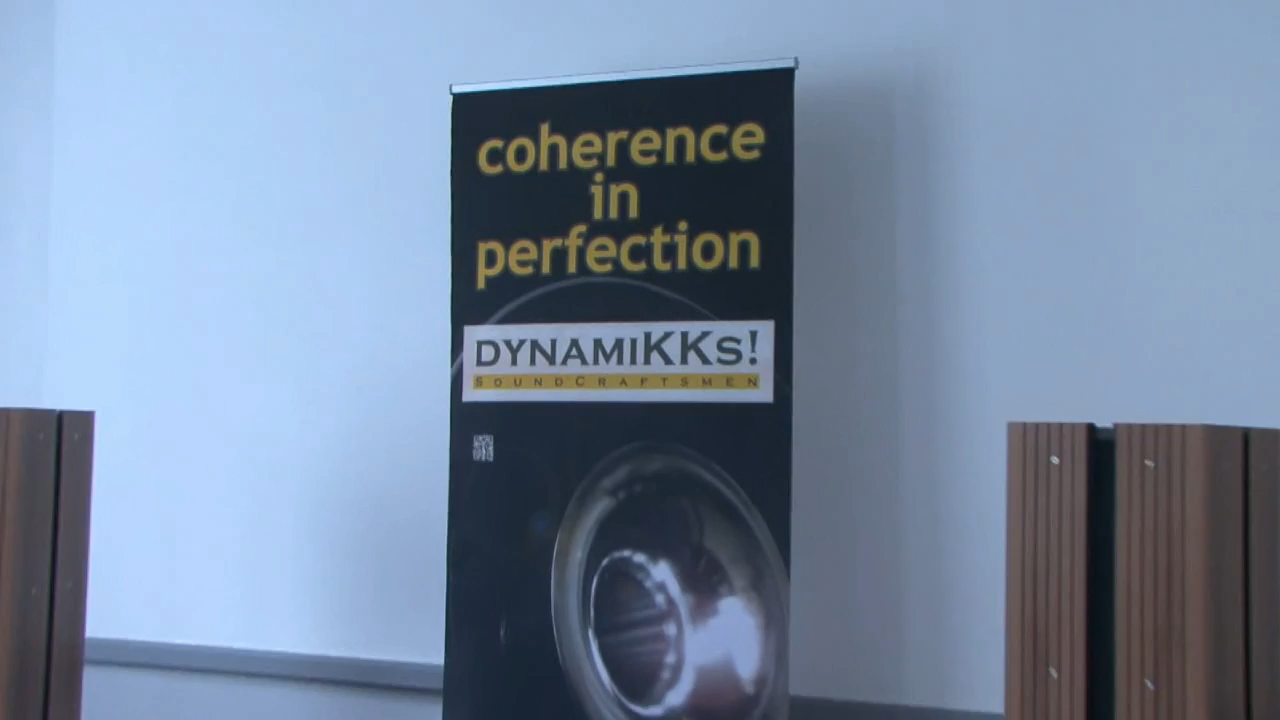 coherence
in
perfection
DYNAMIKKS!
SOUNDCRAFTSMEN